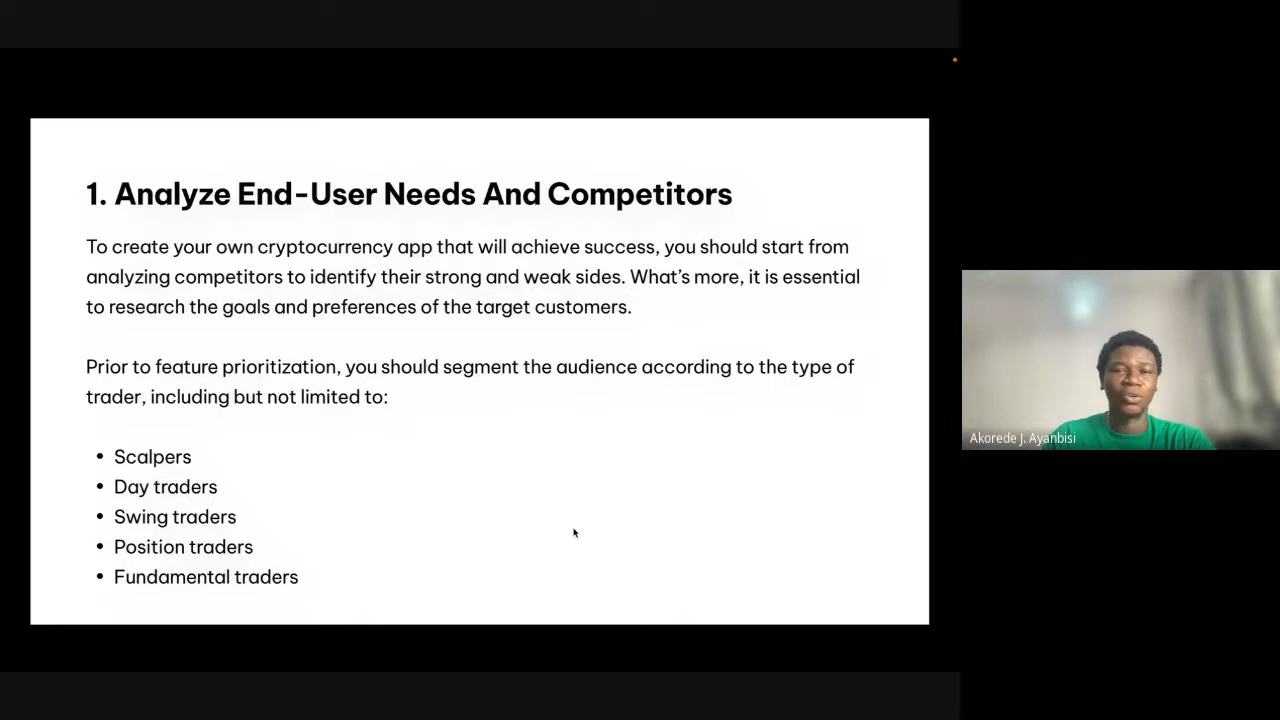 1. Analyze End-User Needs And Competitors
To create your own cryptocurrency app that will achieve success, you should start from
analyzing competitors to identify their strong and weak sides. What’s more, it is essential
to research the goals and preferences of the target customers.
Prior to feature prioritization, you should segment the audience according to the type of
trader, including but not limited to:
• Scalpers
• Day traders
• Swing traders
• Position traders
• Fundamental traders
Akorede J. Ayanbisi